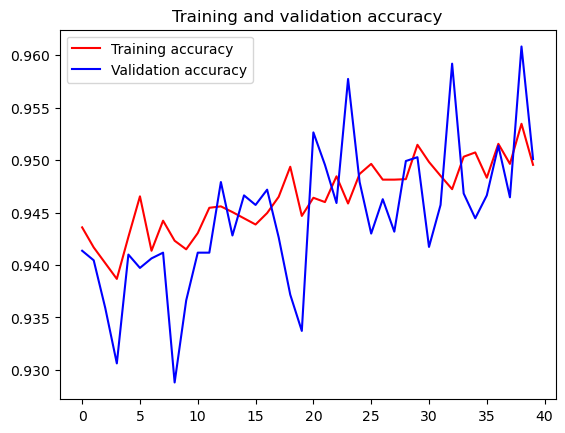 Training and validation accuracy
Training accuracy
Validation accuracy
0.960
0.955
0.950
0.945
0.940
0.935
0.930
0 5 10 15 20 25 30 35 40